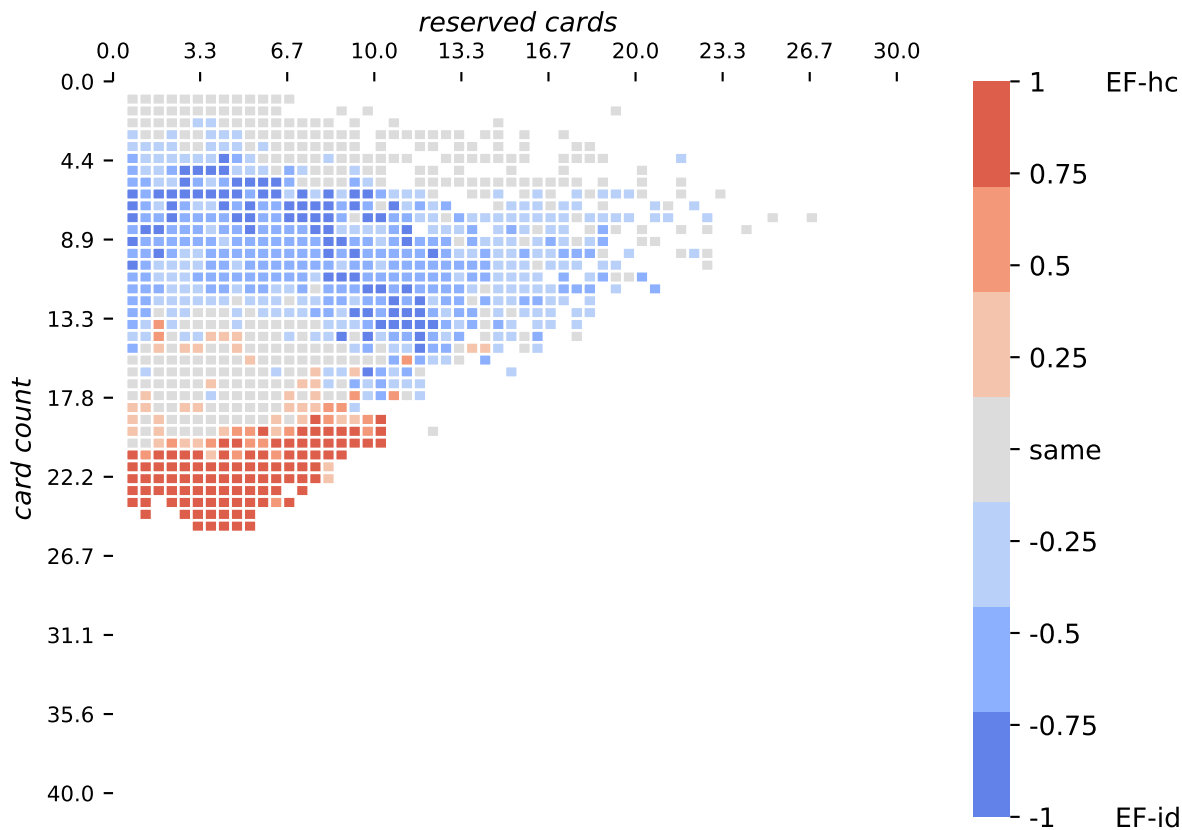 reserved cards
0.0 3.3 6.7 10.0 13.3 16.7 20.0 23.3 26.7 30.0
card count
0.0
4.4
8.9
13.3
17.8
22.2
26.7
31.1
35.6
40.0
1 EF-hc
0.75
0.5
0.25
same
-0.25
-0.5
-0.75
-1 EF-id